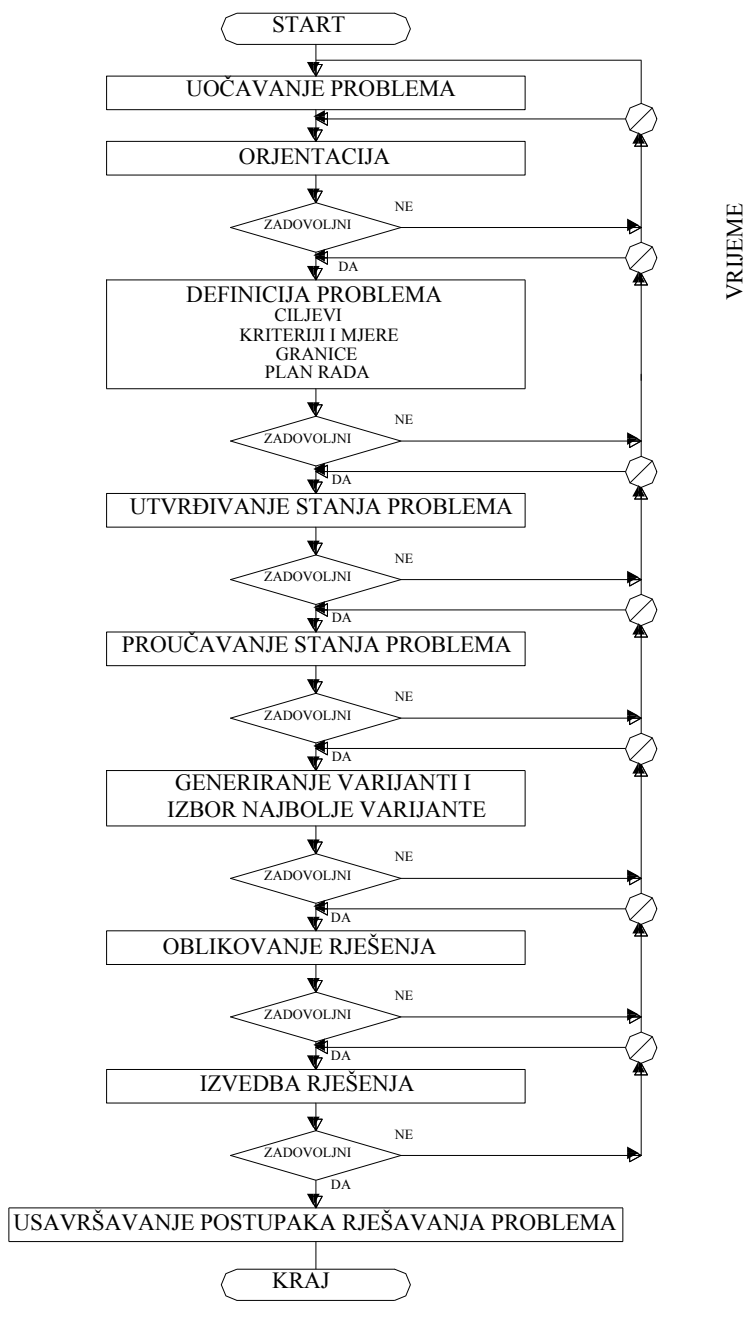 START
UOČAVANJE PROBLEMA
ORJENTACIJA
NE
ZADOVOLJNI
VRIJEME
DA
DEFINICIJA PROBLEMA
CILJEVI
KRITERIJI I MJERE
GRANICE
PLAN RADA
NE
ZADOVOLJNI
DA
UTVRĐIVANJE STANJA PROBLEMA
NE
ZADOVOLJNI
DA
PROUČAVANJE STANJA PROBLEMA
NE
ZADOVOLJNI
DA
GENERIRANJE VARIJANTI I
IZBOR NAJBOLJE VARIJANTE
NE
ZADOVOLJNI
DA
OBLIKOVANJE RJEŠENJA
NE
ZADOVOLJNI
DA
IZVEDBA RJEŠENJA
NE
ZADOVOLJNI
DA
USAVRŠAVANJE POSTUPAKA RJEŠAVANJA PROBLEMA
KRAJ